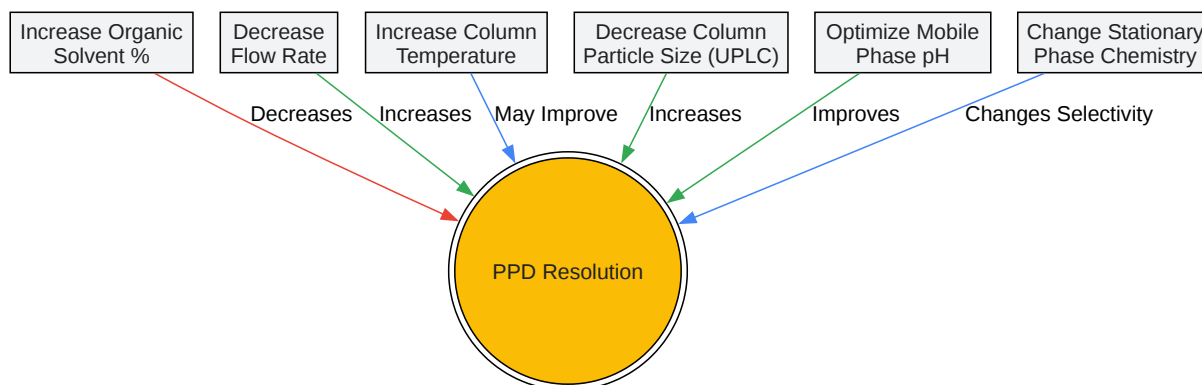 Increase Organic
Solvent %
Decrease
Flow Rate
Increase Column
Temperature
Decrease Column
Particle Size (UPLC)
Optimize Mobile
Phase pH
Change Stationary
Phase Chemistry
Decreases
Increases
May Improve
Increases
Improves
Changes Selectivity
PPD Resolution